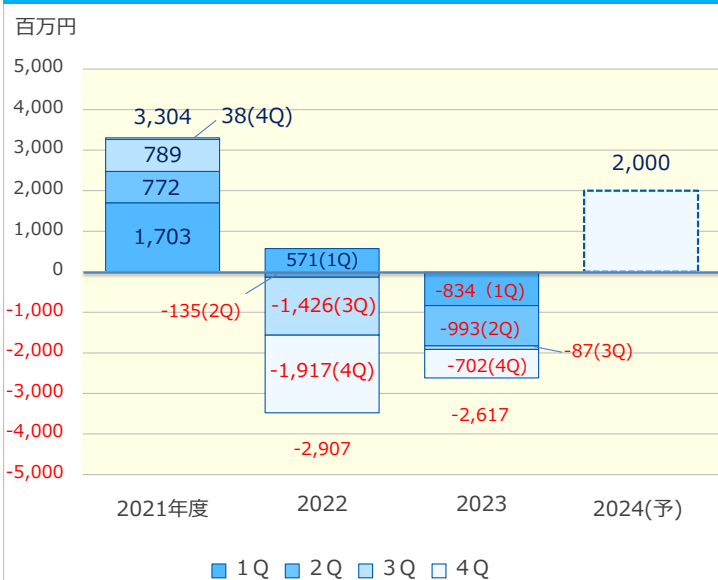 百万円
5,000
4,000
3,000
2,000
1,000
0
-1,000
-2,000
-3,000
-4,000
-5,000
3,304
38(4Q)
789
772
1,703
571(1Q)
-135(2Q)
-1,426(3Q)
-1,917(4Q)
-2,907
-834（1Q)
-993(2Q)
-87(3Q)
-702(4Q)
-2,617
2,000
2021年度
2022
2023
2024(予)
1Q 2Q 3Q 4Q